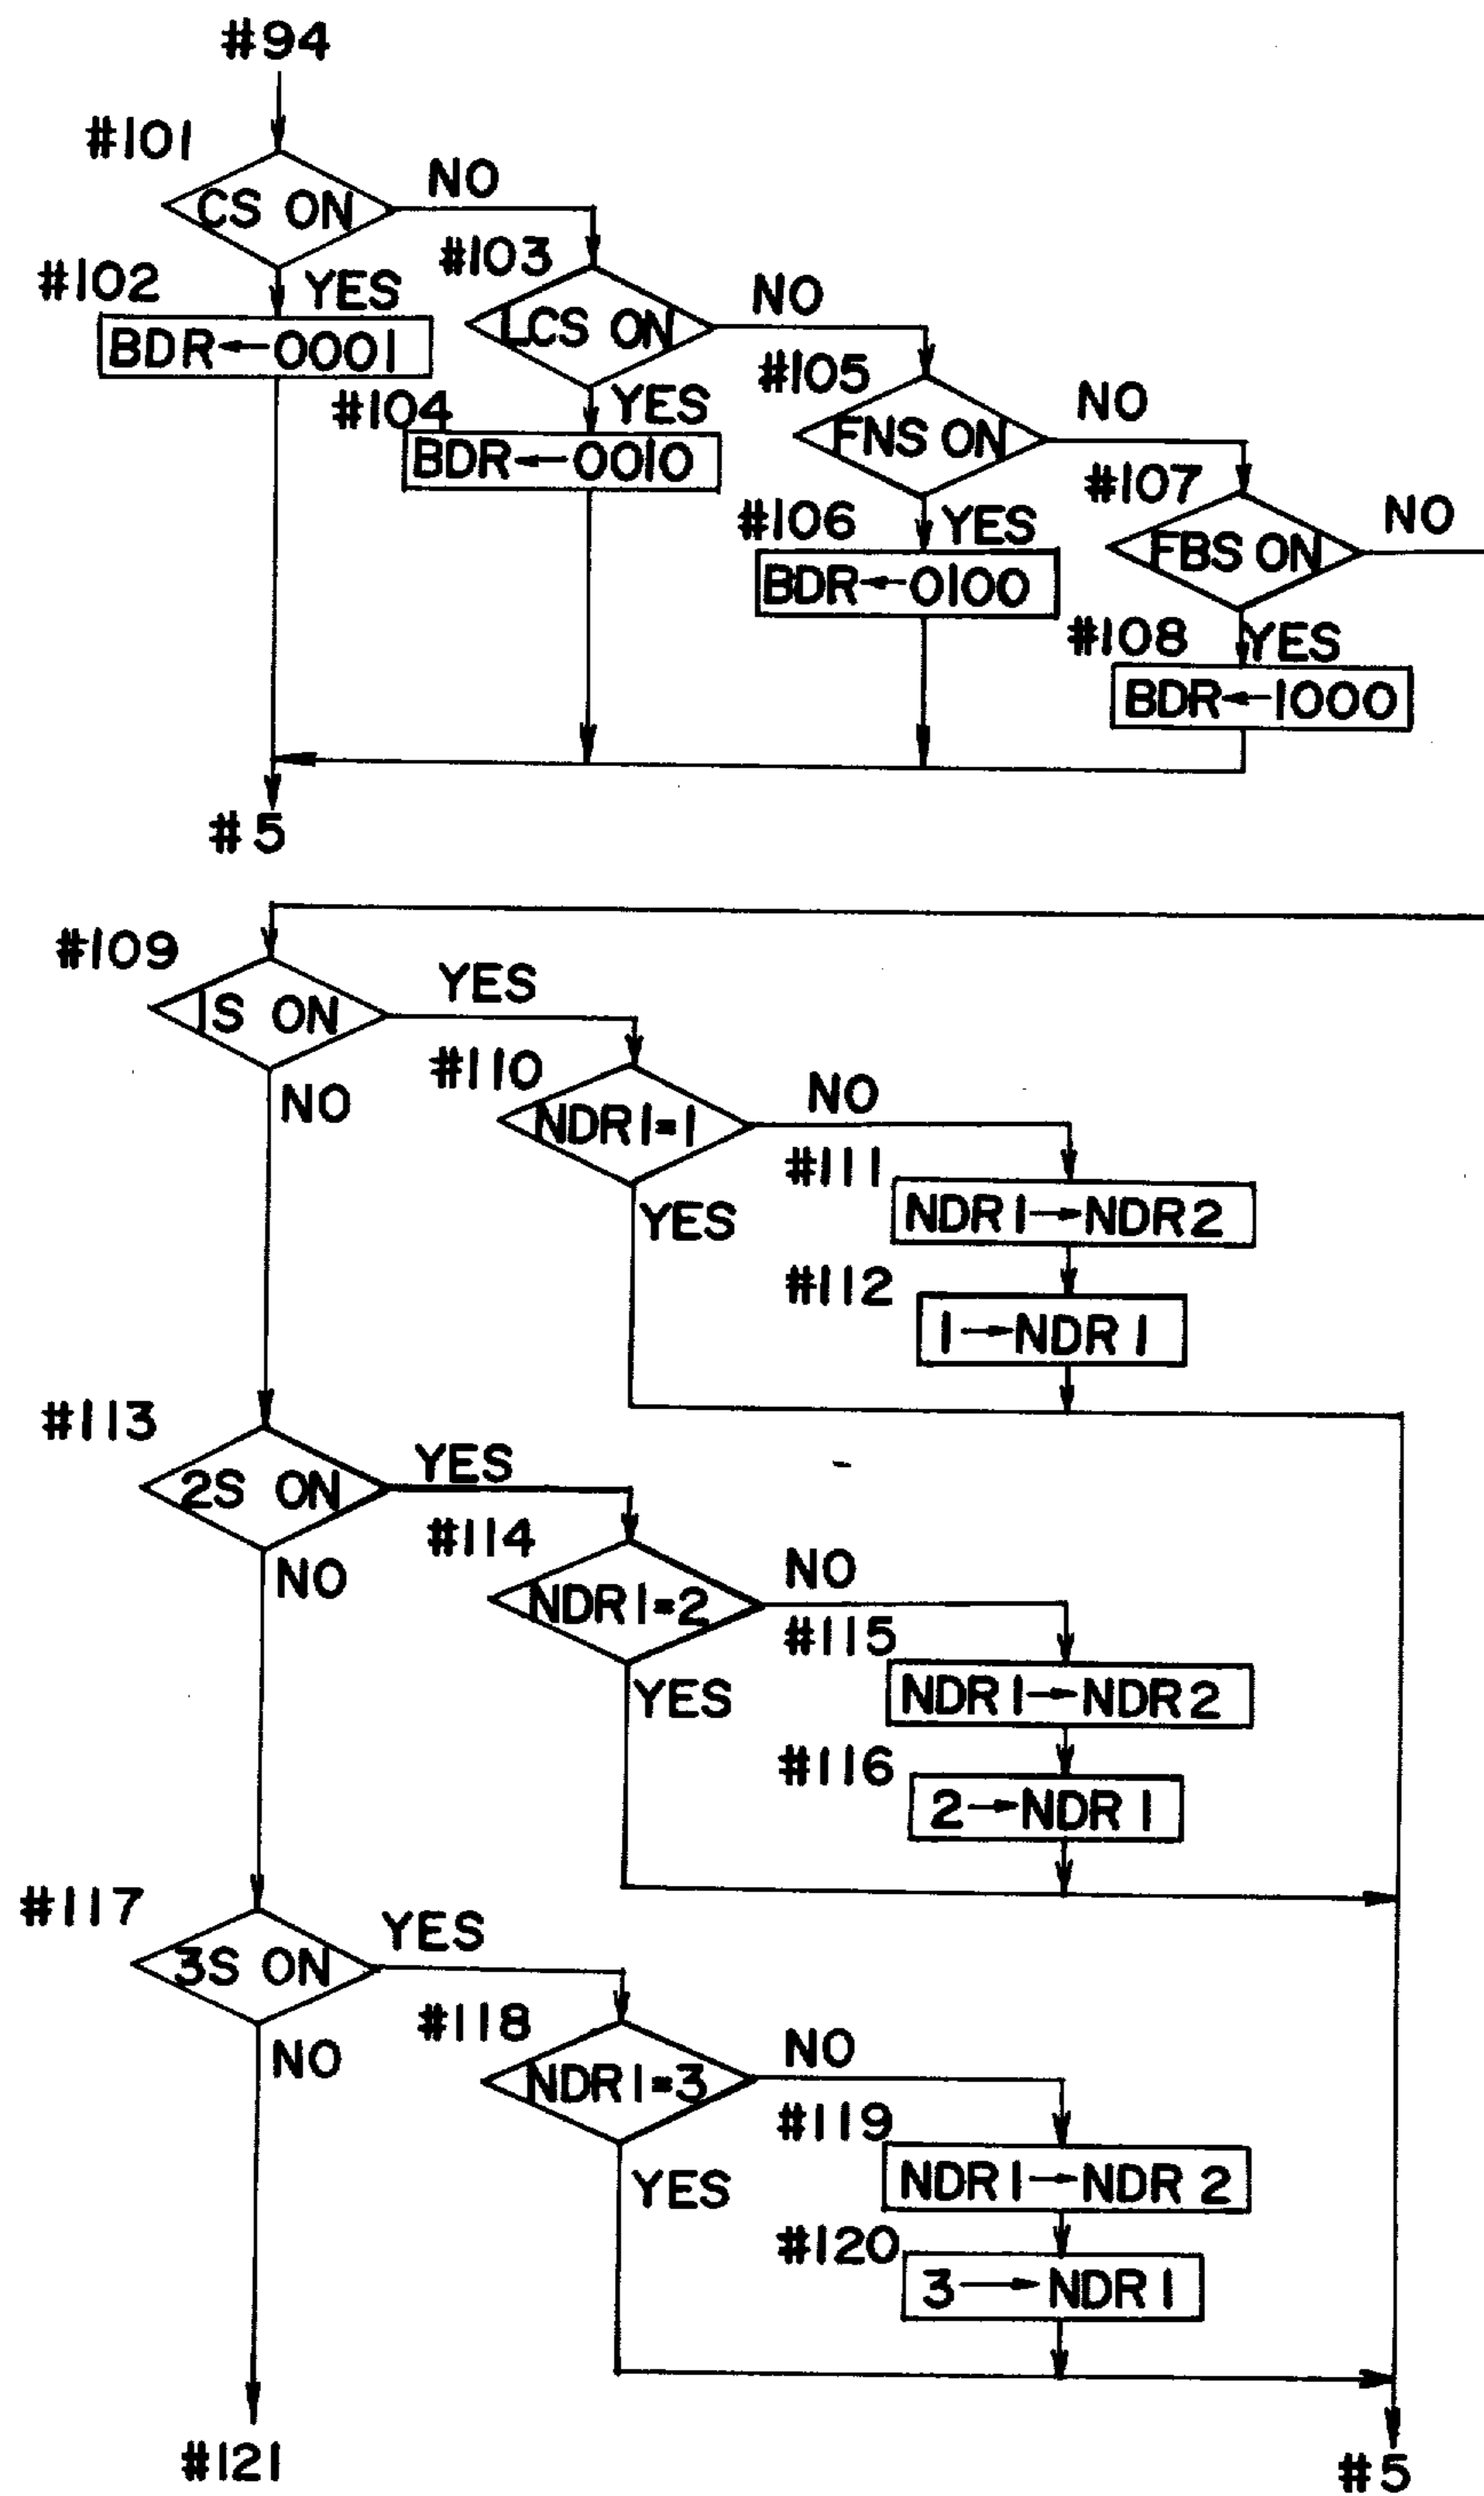 #94
#101
CS ON
NO
#102
YES
BDR←0001
#103
LCS ON
NO
#104
YES
BDR←0010
#105
FNS ON
NO
#106
YES
BDR←0100
#107
FBS ON
NO
#108
YES
BDR←1000
#5
#109
1S ON
YES
NO
#110
NDR1=1
NO
YES
#111
NDR1→NDR2
#112
1→NDR1
#113
2S ON
YES
NO
#114
NDR1=2
NO
YES
#115
NDR1→NDR2
#116
2→NDR1
#117
3S ON
YES
NO
#118
NDR1=3
NO
YES
#119
NDR1→NDR2
#120
3→NDR1
#121
#5